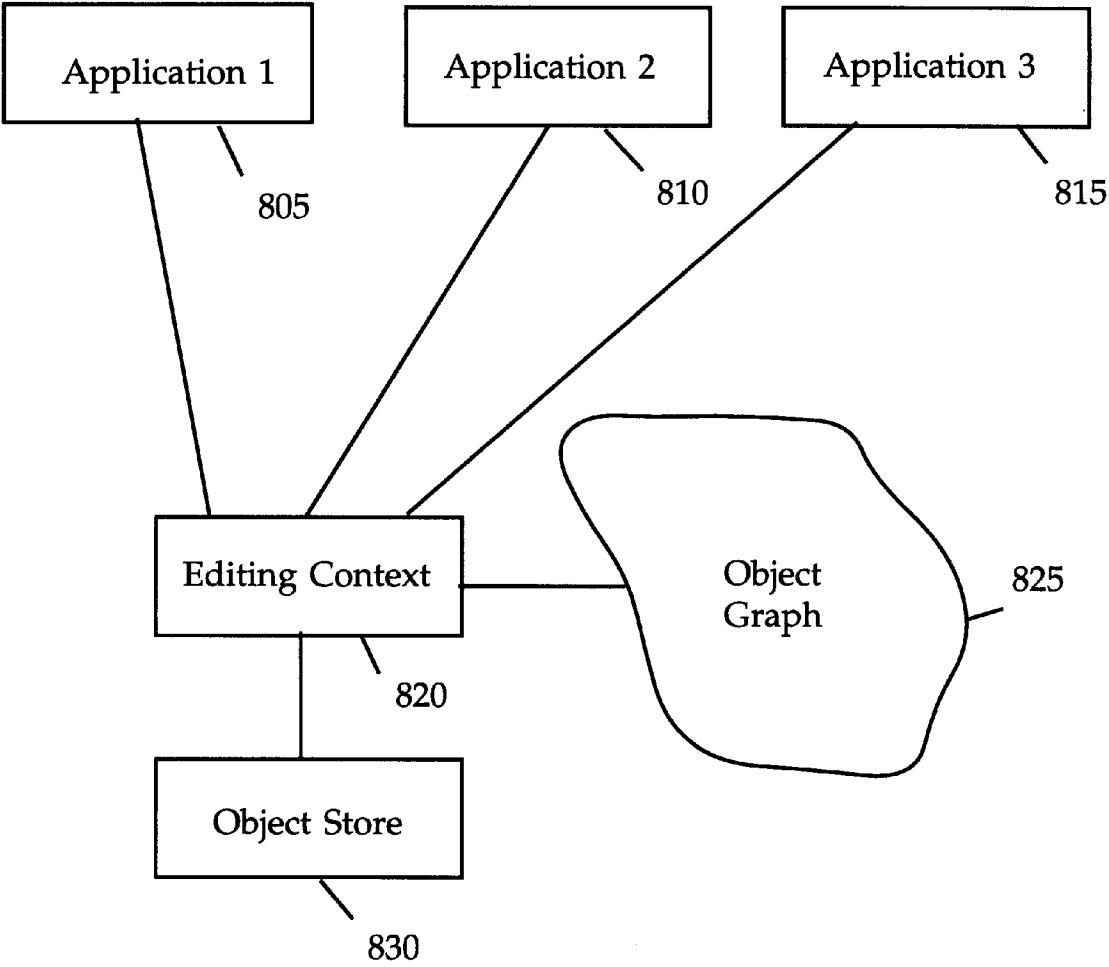 Application 1
Application 2
Application 3
805
810
815
Editing Context
Object
Graph
825
820
Object Store
830